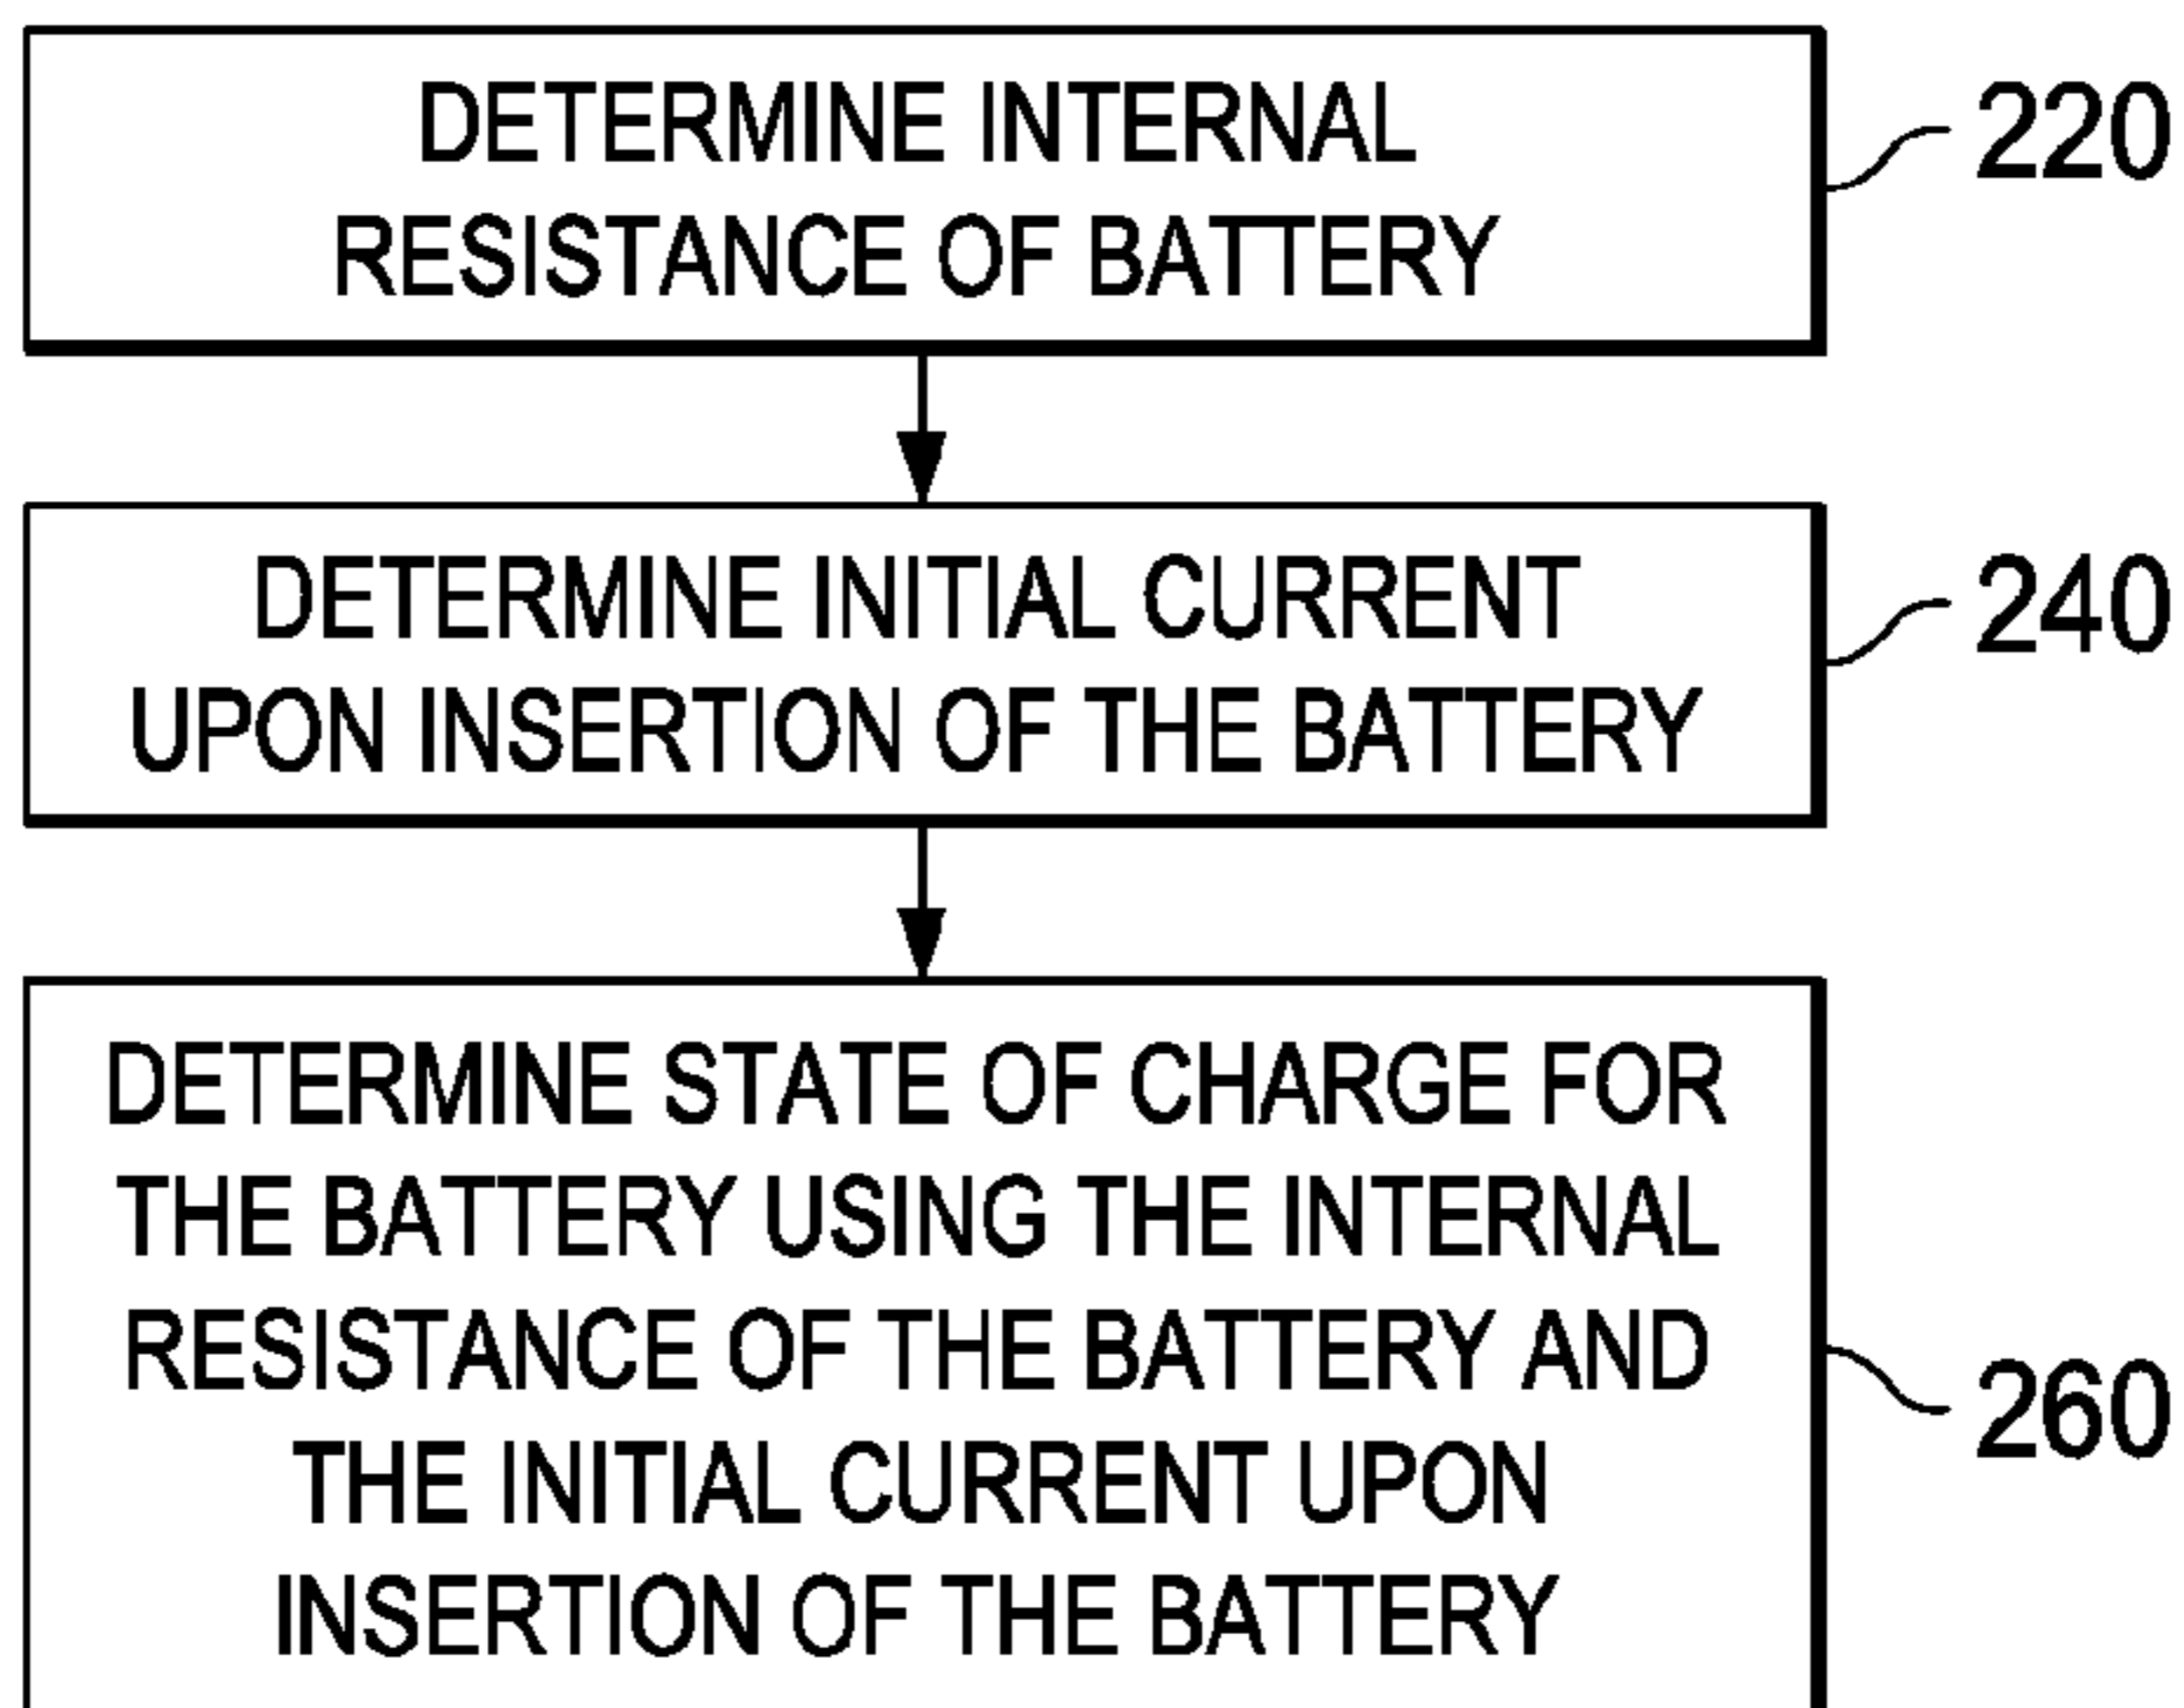 DETERMINE INTERNAL
RESISTANCE OF BATTERY
220
DETERMINE INITIAL CURRENT
UPON INSERTION OF THE BATTERY
240
DETERMINE STATE OF CHARGE FOR
THE BATTERY USING THE INTERNAL
RESISTANCE OF THE BATTERY AND
THE INITIAL CURRENT UPON
INSERTION OF THE BATTERY
260